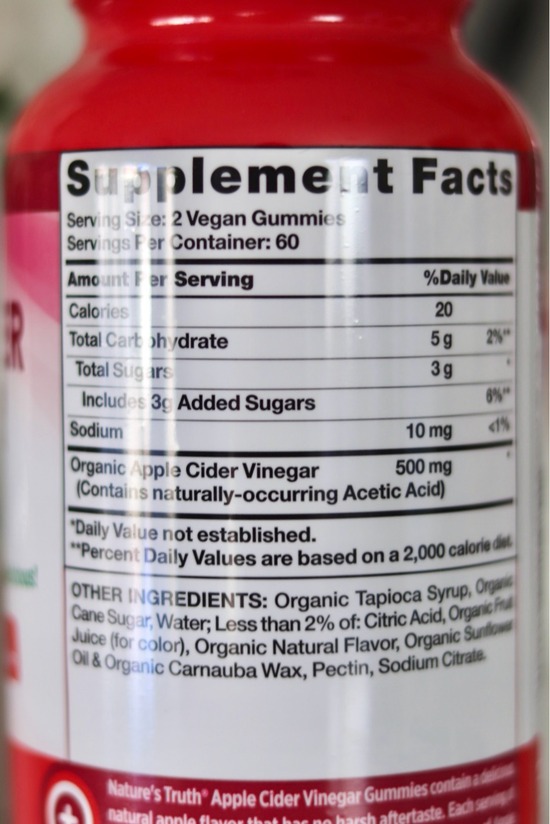 Supplement Facts
Serving Size: 2 Vegan Gummies
Servings Per Container: 60
Amount Per Serving %Daily Value
Calories 20
Total Carbohydrate 5 g 2%**
Total Sugars 3 g *
Includes 3g Added Sugars 6%**
Sodium 10 mg <1%
Organic Apple Cider Vinegar 500 mg *
(Contains naturally-occurring Acetic Acid)
*Daily Value not established.
**Percent Daily Values are based on a 2,000 calorie diet.
OTHER INGREDIENTS: Organic Tapioca Syrup, Organic
Cane Sugar, Water; Less than 2% of: Citric Acid, Organic Fruit
Juice (for color), Organic Natural Flavor, Organic Sunflower
Oil & Organic Carnauba Wax, Pectin, Sodium Citrate.
Nature's Truth® Apple Cider Vinegar Gummies contain a delicious
natural apple flavor that has no harsh aftertaste. Each serving of